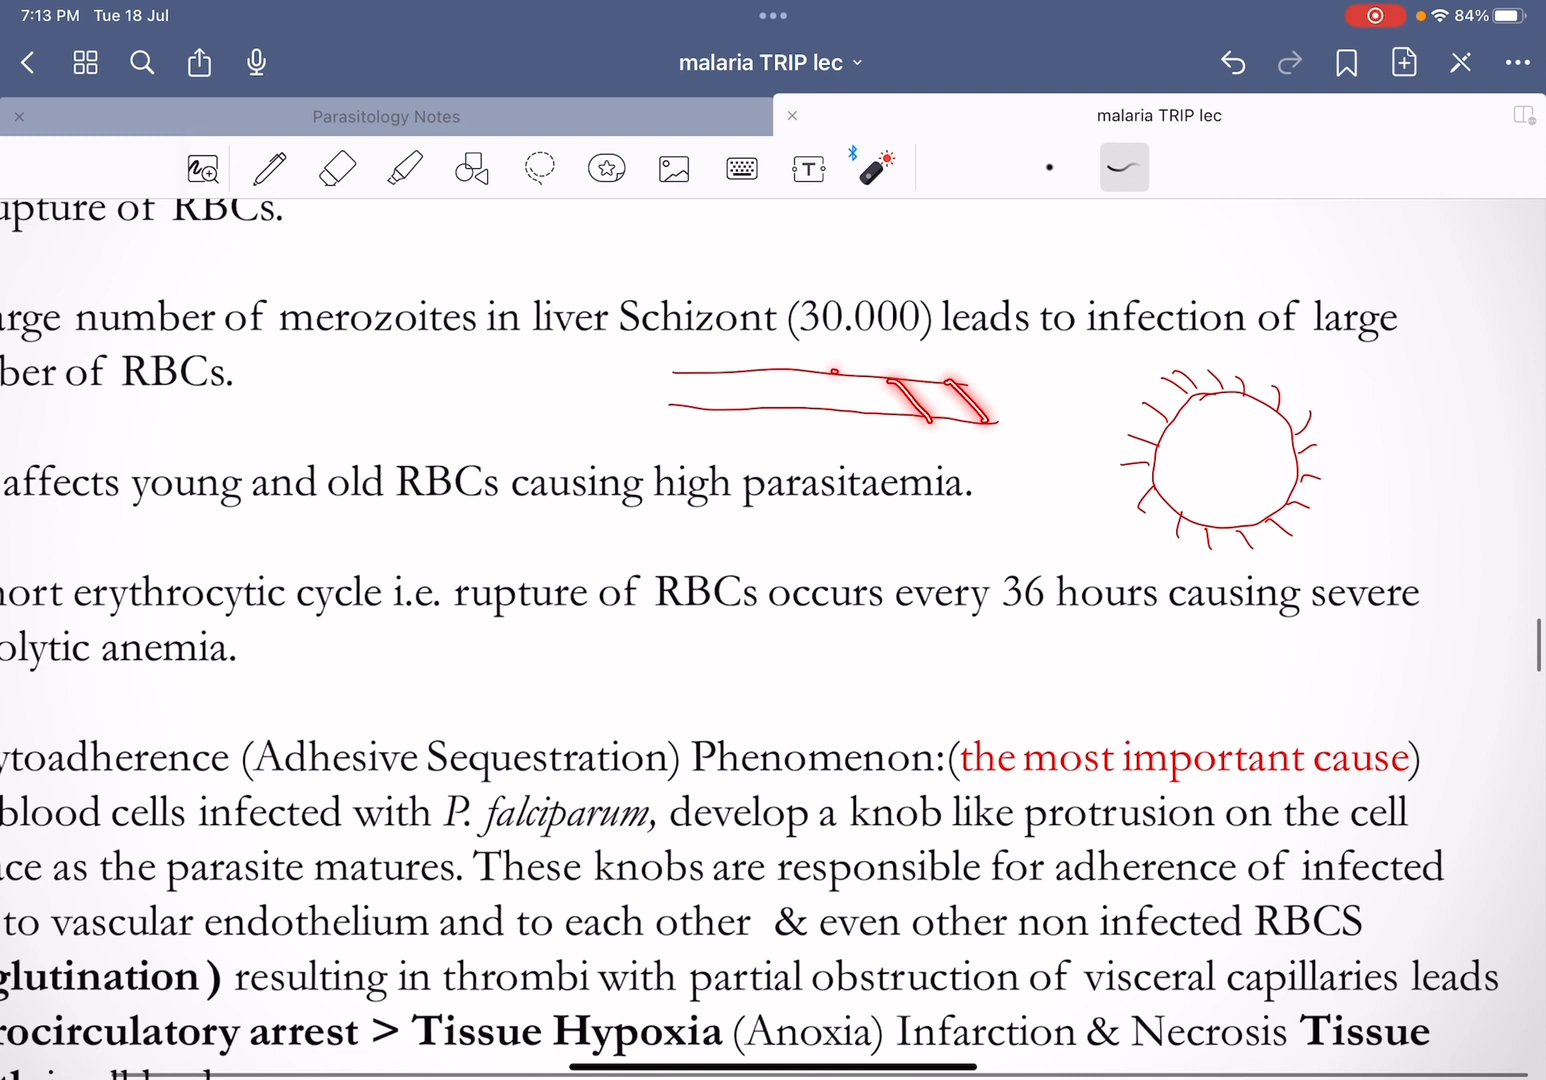 7:13 PM Tue 18 Jul
84%
malaria TRIP lec
Parasitology Notes
malaria TRIP lec
T
upture of RBCs.
arge number of merozoites in liver Schizont (30.000) leads to infection of large
ber of RBCs.
affects young and old RBCs causing high parasitaemia.
hort erythrocytic cycle i.e. rupture of RBCs occurs every 36 hours causing severe
olytic anemia.
ytoadherence (Adhesive Sequestration) Phenomenon:(the most important cause)
blood cells infected with P. falciparum, develop a knob like protrusion on the cell
ace as the parasite matures. These knobs are responsible for adherence of infected
to vascular endothelium and to each other & even other non infected RBCS
glutination ) resulting in thrombi with partial obstruction of visceral capillaries leads
rocirculatory arrest > Tissue Hypoxia (Anoxia) Infarction & Necrosis Tissue